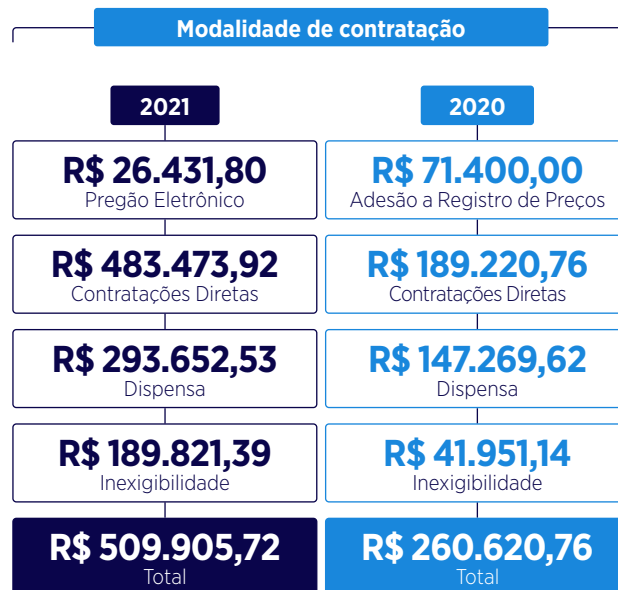 Modalidade de contratação
2021
R$ 26.431,80
Pregão Eletrônico
R$ 483.473,92
Contratações Diretas
R$ 293.652,53
Dispensa
R$ 189.821,39
Inexigibilidade
R$ 509.905,72
Total
2020
R$ 71.400,00
Adesão a Registro de Preços
R$ 189.220,76
Contratações Diretas
R$ 147.269,62
Dispensa
R$ 41.951,14
Inexigibilidade
R$ 260.620,76
Total